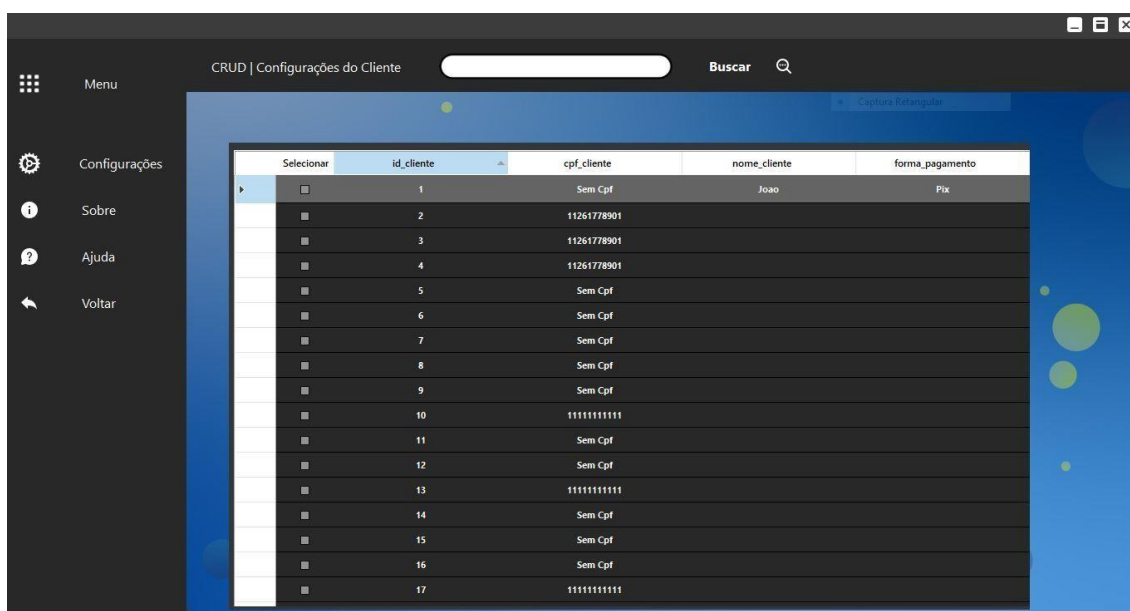 CRUD | Configurações do Cliente
Buscar
Menu
Captura Retangular
Configurações
Sobre
Ajuda
Voltar
Selecionar id_cliente cpf_cliente nome_cliente forma_pagamento
1 Sem Cpf Joao Pix
2 11261778901
3 11261778901
4 11261778901
5 Sem Cpf
6 Sem Cpf
7 Sem Cpf
8 Sem Cpf
9 Sem Cpf
10 11111111111
11 Sem Cpf
12 Sem Cpf
13 11111111111
14 Sem Cpf
15 Sem Cpf
16 Sem Cpf
17 11111111111